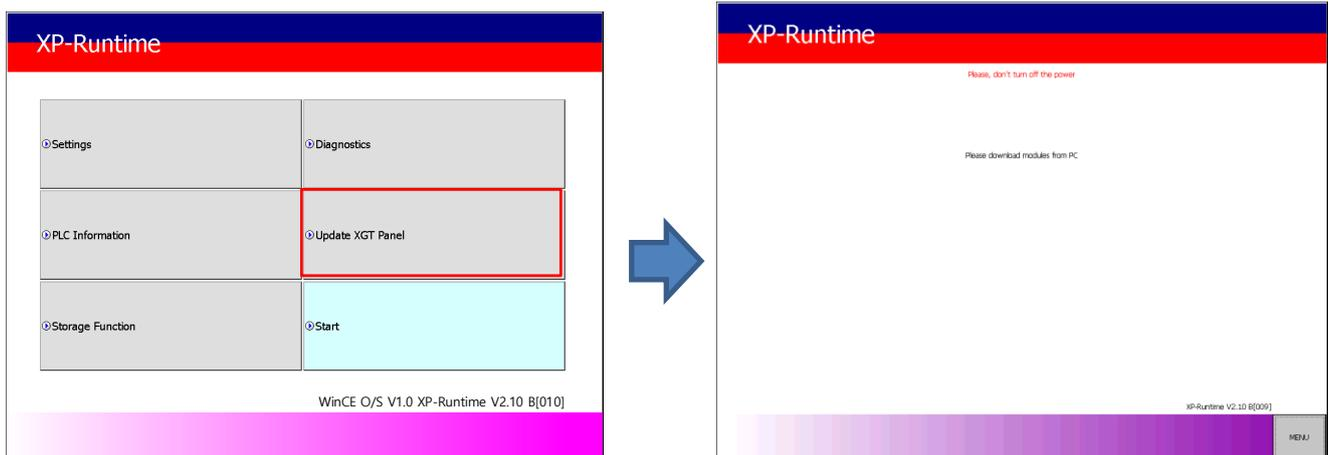 XP-Runtime
Settings
Diagnostics
PLC Information
Update XGT Panel
Storage Function
Start
WinCE O/S V1.0 XP-Runtime V2.10 B[010]
XP-Runtime
Please, don't turn off the power
Please download modules from PC
XP-Runtime V2.10 B[009]
MENU